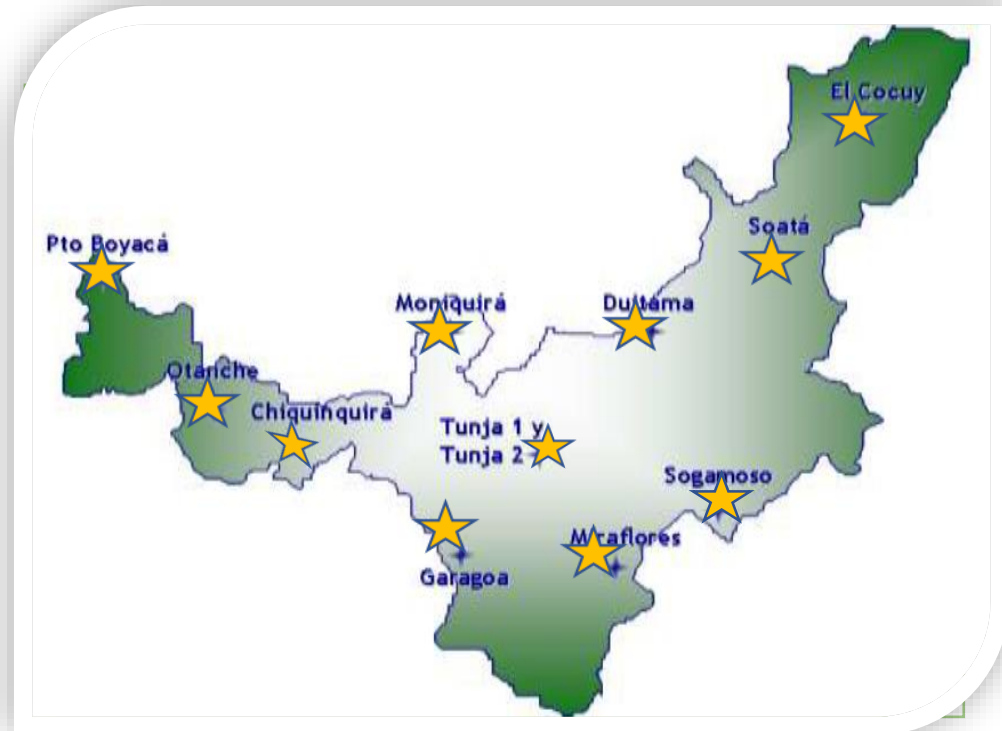 El Cocuy
Soatá
Pto Boyacá
Moniquirá
Duitama
Otanche
Chiquinquirá
Tunja 1 y
Tunja 2
Sogamoso
Miraflores
Garagoa